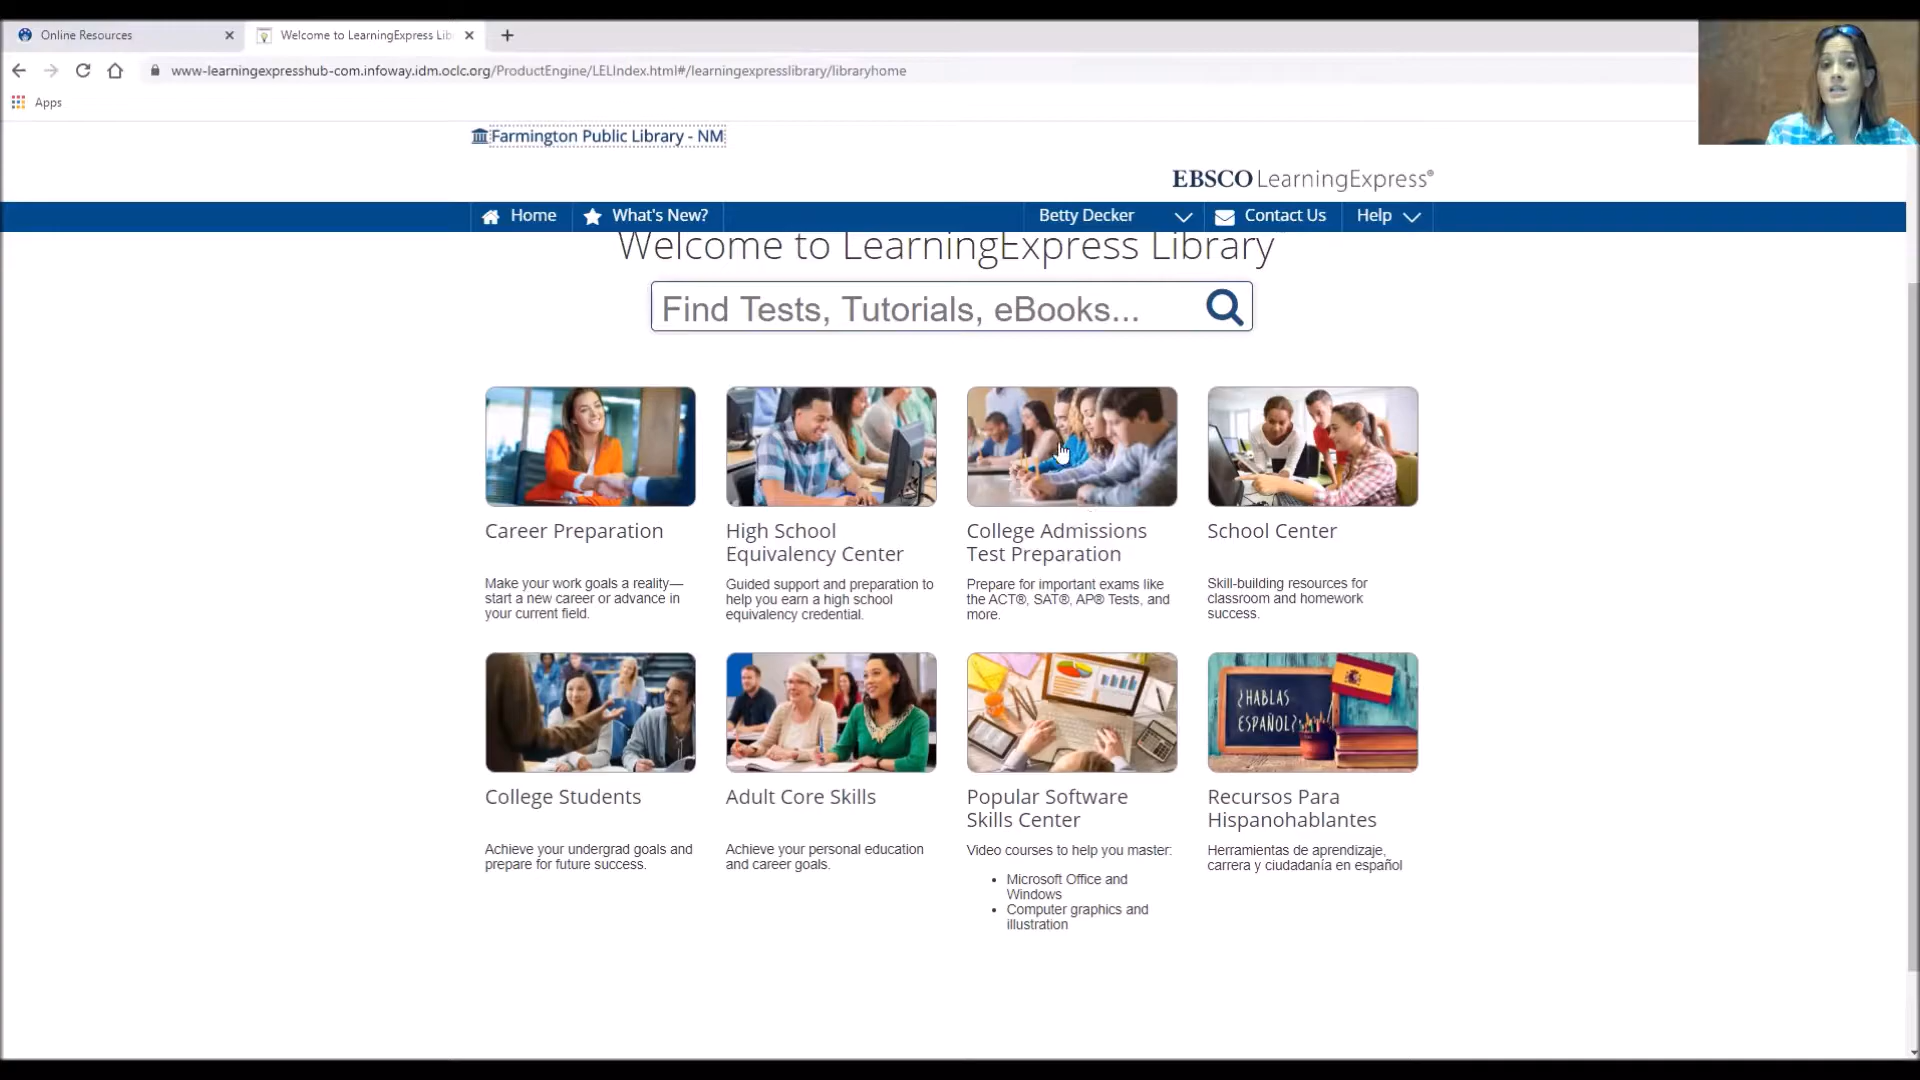 Online Resources
Welcome to LearningExpress Lib
www-learningexpresshub-com.infoway.idm.oclc.org/ProductEngine/LELIndex.html#/learningexpresslibrary/libraryhome
Apps
Farmington Public Library - NM
EBSCO LearningExpress®
Home
What's New?
Betty Decker
Contact Us
Help
Welcome to LearningExpress Library
Find Tests, Tutorials, eBooks...
Career Preparation
Make your work goals a reality—
start a new career or advance in
your current field.
High School
Equivalency Center
Guided support and preparation to
help you earn a high school
equivalency credential.
College Admissions
Test Preparation
Prepare for important exams like
the ACT®, SAT®, AP® Tests, and
more.
School Center
Skill-building resources for
classroom and homework
success.
College Students
Achieve your undergrad goals and
prepare for future success.
Adult Core Skills
Achieve your personal education
and career goals.
Popular Software
Skills Center
Video courses to help you master:
• Microsoft Office and
Windows
• Computer graphics and
illustration
¿HABLAS
ESPAÑOL?
Recursos Para
Hispanohablantes
Herramientas de aprendizaje,
carrera y ciudadanía en español